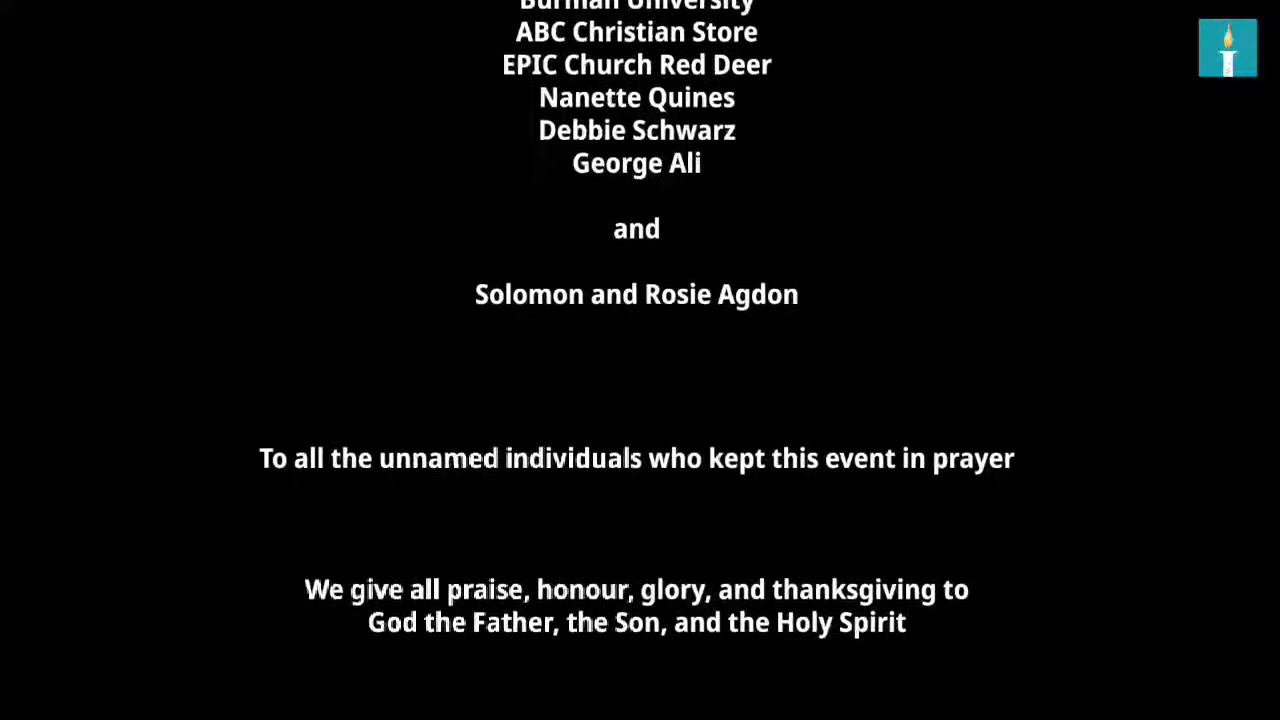 Burman University
ABC Christian Store
EPIC Church Red Deer
Nanette Quines
Debbie Schwarz
George Ali
and
Solomon and Rosie Agdon
To all the unnamed individuals who kept this event in prayer
We give all praise, honour, glory, and thanksgiving to
God the Father, the Son, and the Holy Spirit